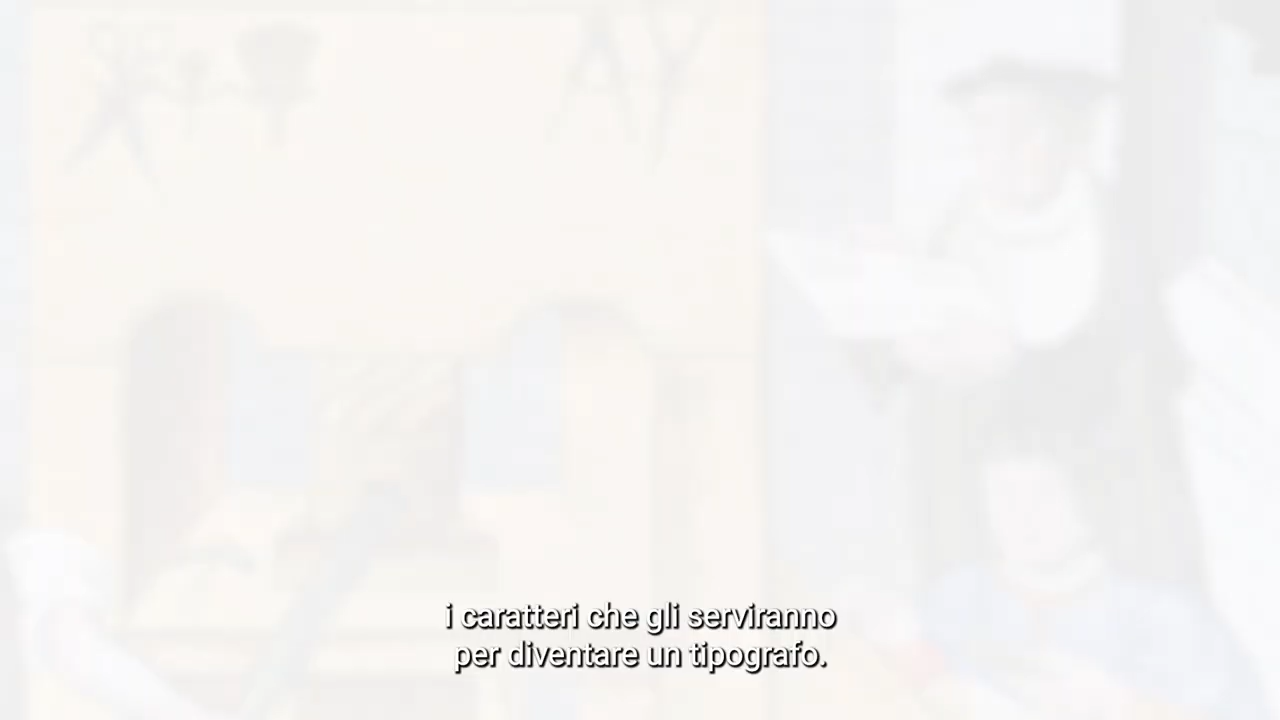 i caratteri che gli serviranno
per diventare un tipografo.